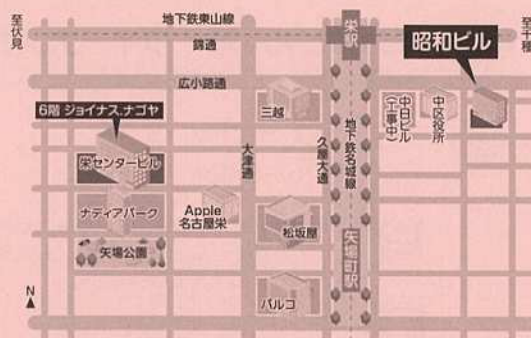 至伏見
地下鉄東山線
錦通
栄駅
至千種
昭和ビル
広小路通
6階 ジョイナス.ナゴヤ
栄センタービル
三越
大津通
久屋大通
地下鉄名城線
中日ビル
(工事中)
中区役所
ナディアパーク
Apple
名古屋栄
松坂屋
矢場公園
矢場町駅
パルコ
N